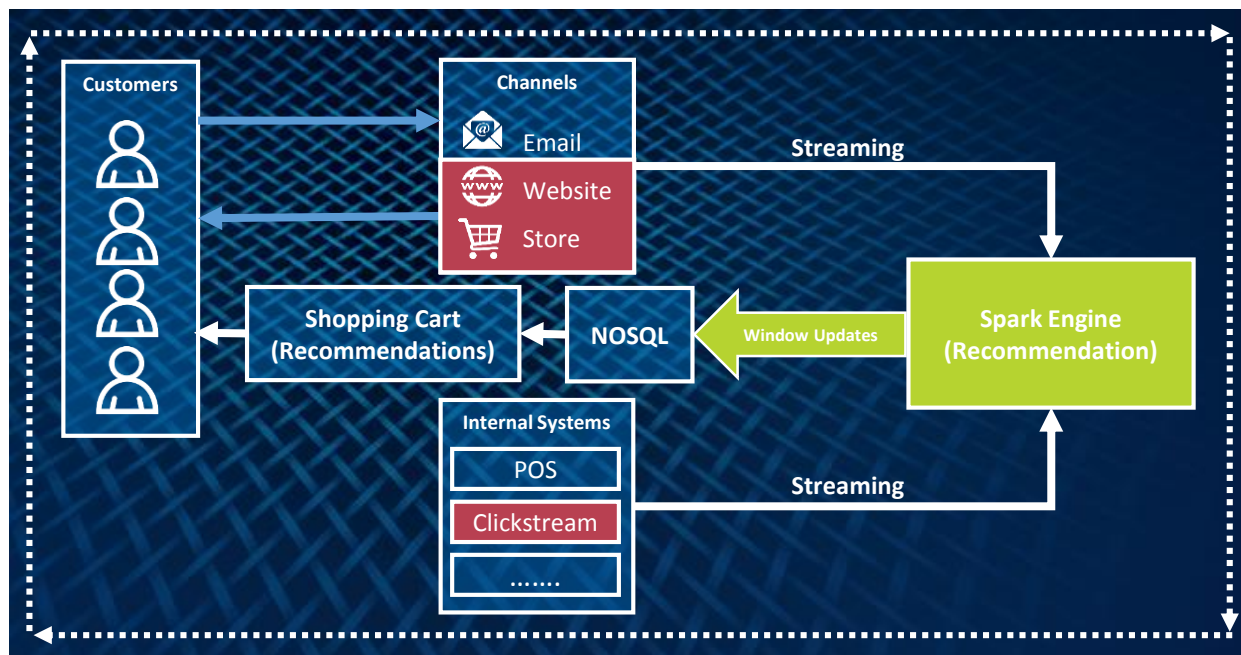 Customers
Channels
@
Email
www
Website
Store
Streaming
Shopping Cart
(Recommendations)
NOSQL
Window Updates
Spark Engine
(Recommendation)
Internal Systems
POS
Clickstream
.......
Streaming